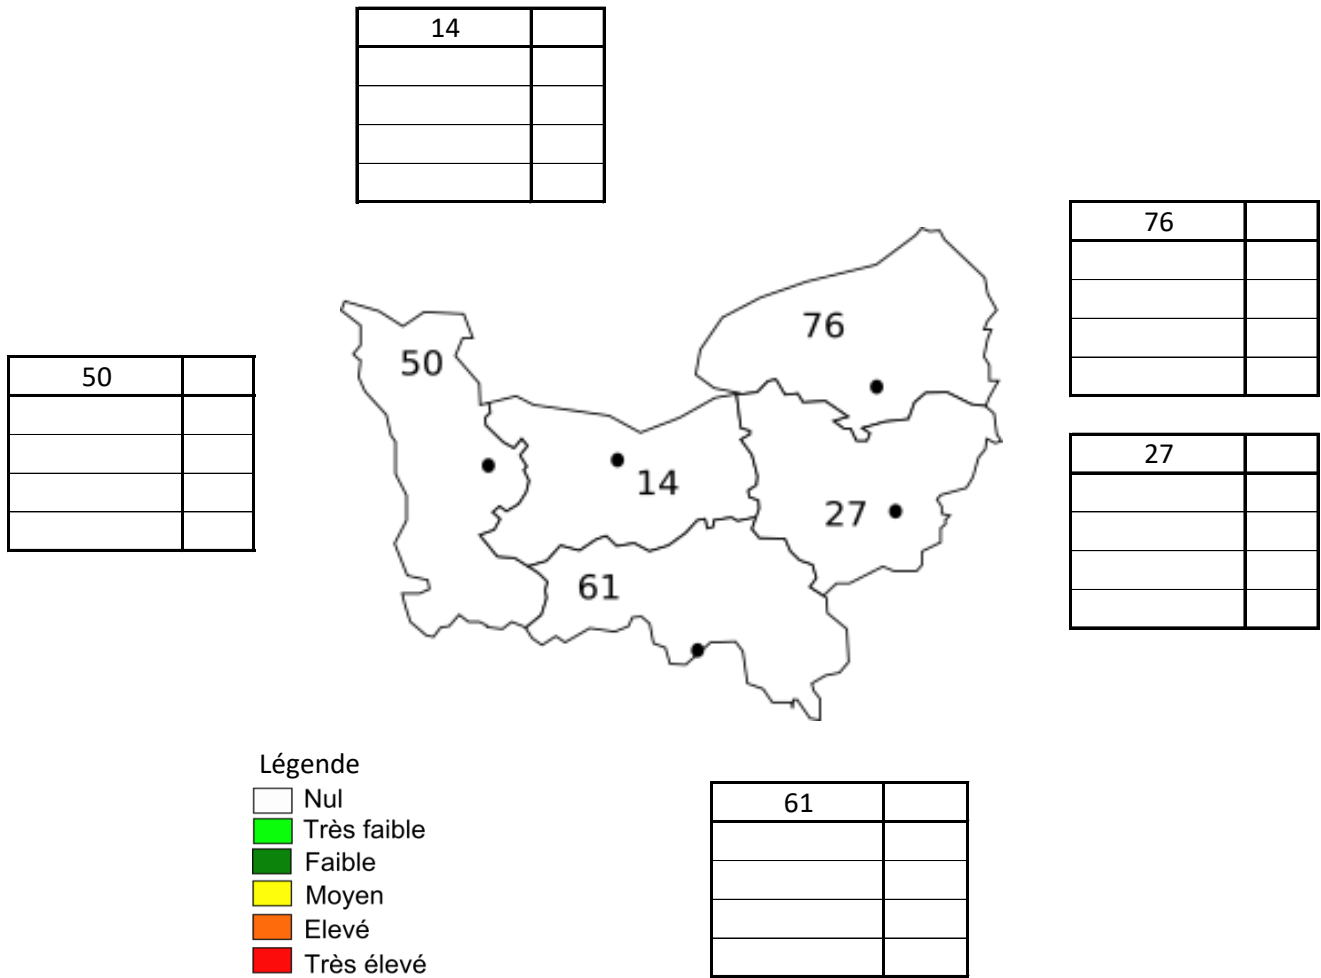 14
76
76
50
50
27
14
27
61
Légende
Nul
Très faible
Faible
Moyen
Elevé
Très élevé
61